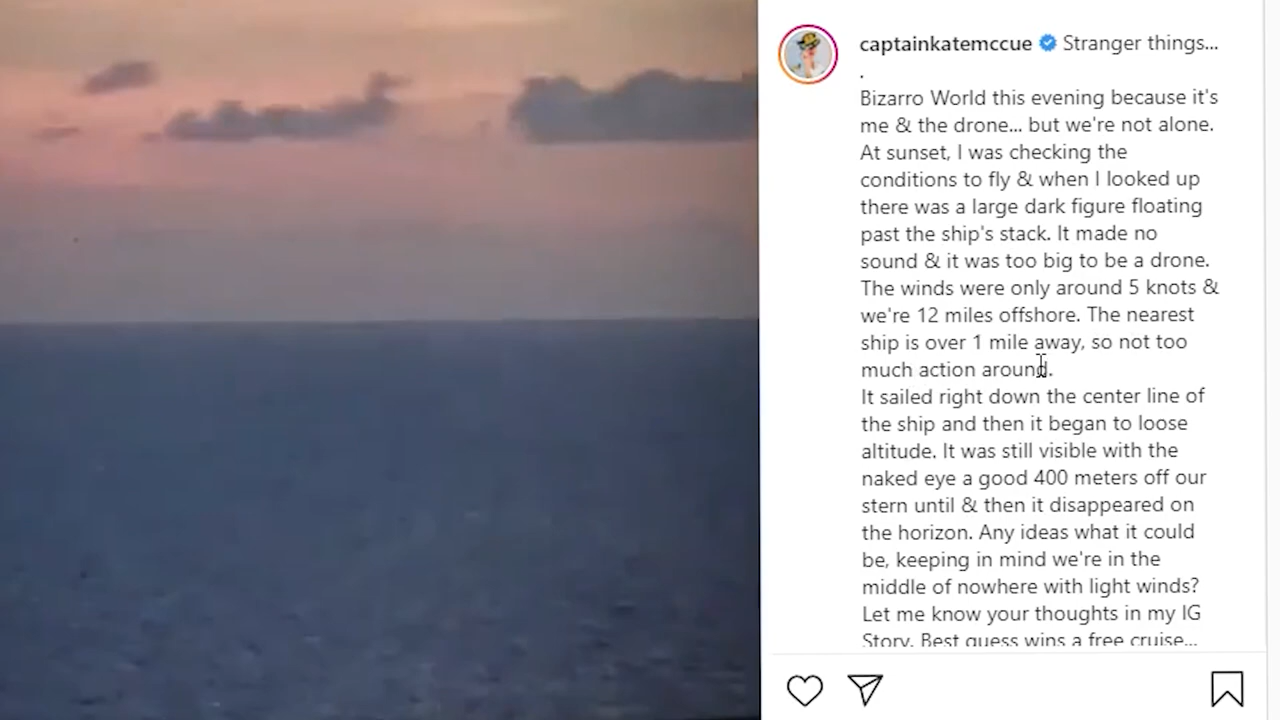 captainkatemccue Stranger things...
.
Bizarro World this evening because it's
me & the drone... but we're not alone.
At sunset, I was checking the
conditions to fly & when I looked up
there was a large dark figure floating
past the ship's stack. It made no
sound & it was too big to be a drone.
The winds were only around 5 knots &
we're 12 miles offshore. The nearest
ship is over 1 mile away, so not too
much action around.
It sailed right down the center line of
the ship and then it began to loose
altitude. It was still visible with the
naked eye a good 400 meters off our
stern until & then it disappeared on
the horizon. Any ideas what it could
be, keeping in mind we're in the
middle of nowhere with light winds?
Let me know your thoughts in my IG
Story. Best guess wins a free cruise...